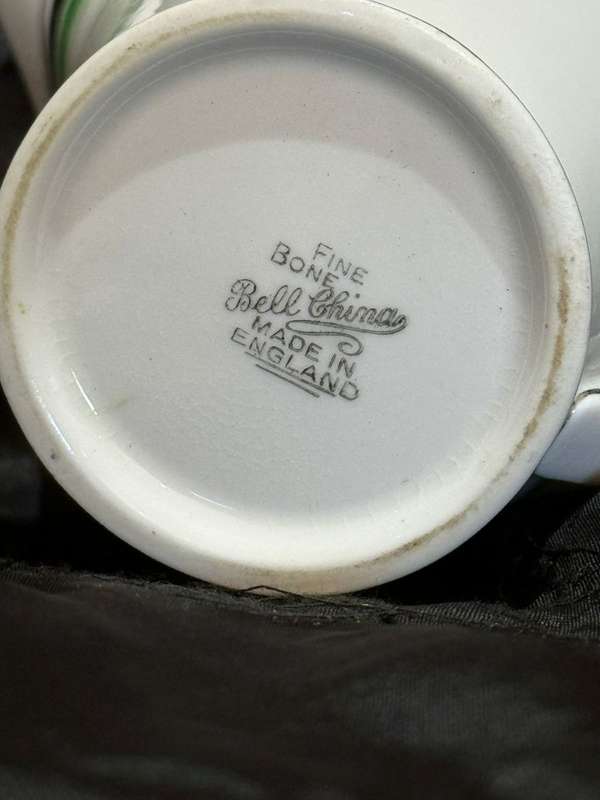 FINE
BONE
Bell China
MADE IN
ENGLAND